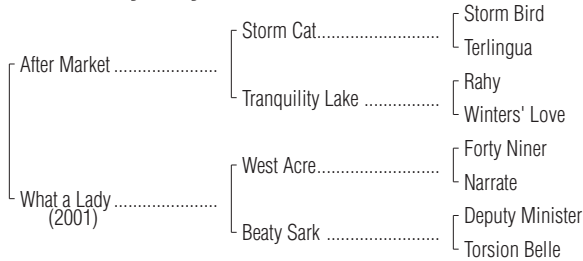 Storm Bird
Storm Cat..................................
Terlingua
After Market .....................
Rahy
Tranquility Lake ...............
Winters' Love
Forty Niner
West Acre.........................
Narrate
What a Lady .....................
(2001)
Deputy Minister
Beaty Sark .......................
Torsion Belle